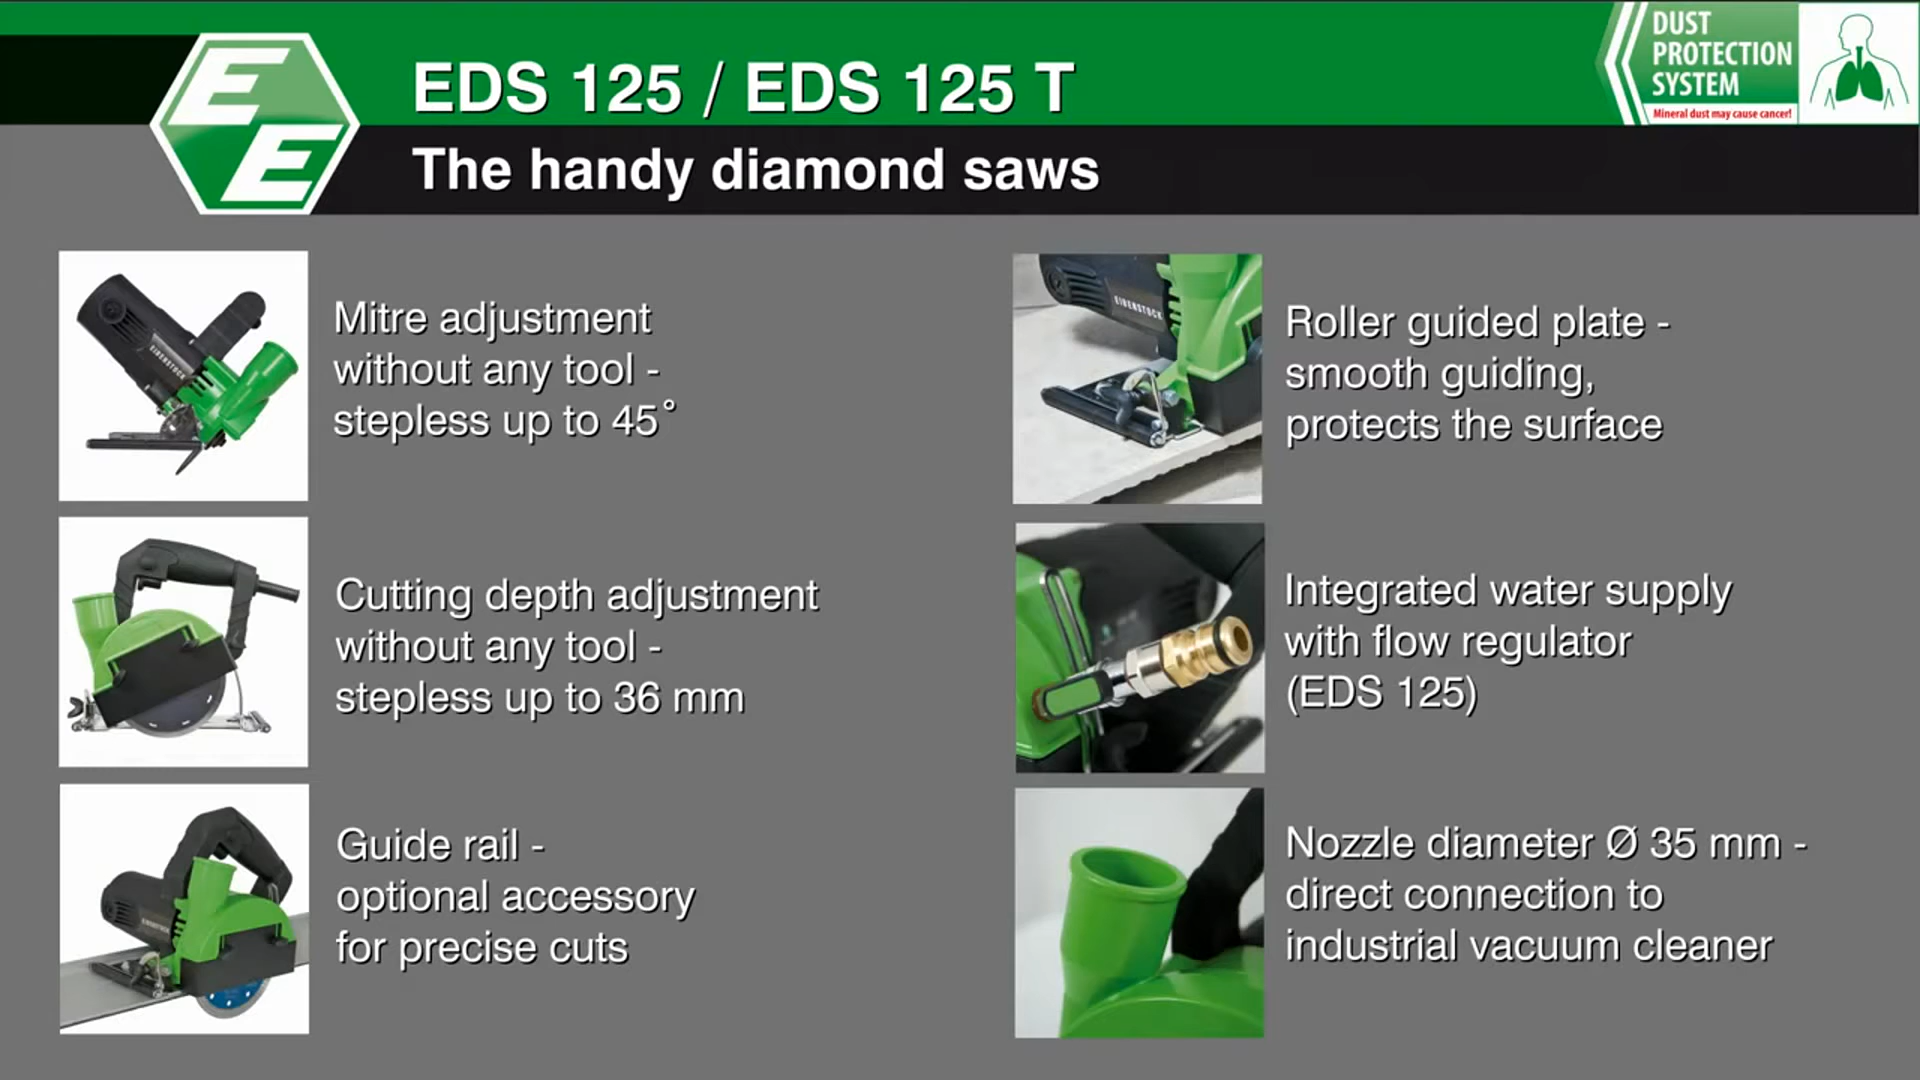 EDS 125 / EDS 125 T
The handy diamond saws
DUST
PROTECTION
SYSTEM
Mineral dust may cause cancer!
E
E
EIBENSTOCK
Mitre adjustment
without any tool -
stepless up to 45°
Cutting depth adjustment
without any tool -
stepless up to 36 mm
EIBENSTOCK
Guide rail -
optional accessory
for precise cuts
EIBENSTOCK
Roller guided plate -
smooth guiding,
protects the surface
Integrated water supply
with flow regulator
(EDS 125)
Nozzle diameter Ø 35 mm -
direct connection to
industrial vacuum cleaner